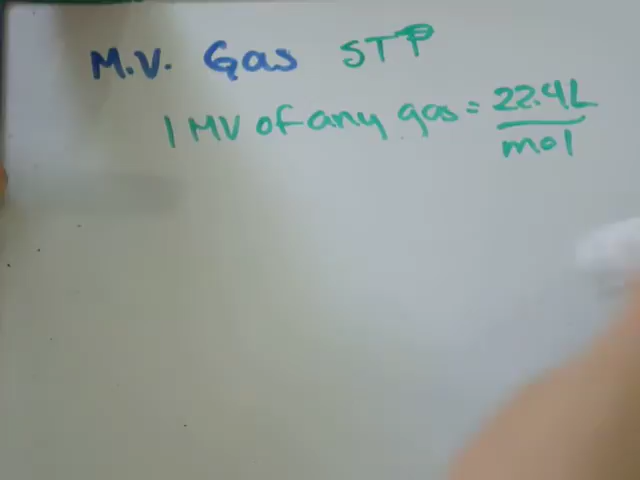 M.V. Gas STP
1 MV of any gas = 22.4L
mol